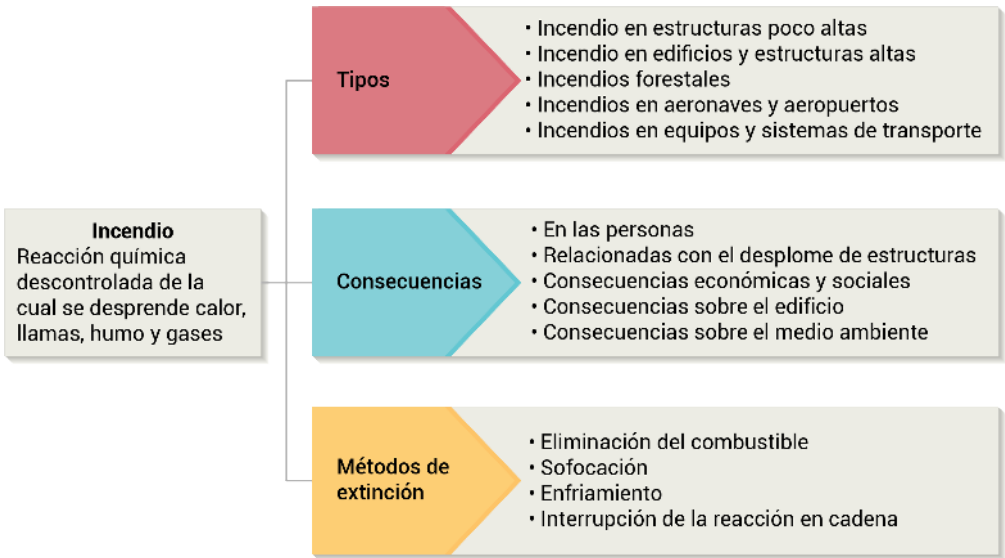 Incendio
Reacción química
descontrolada de la
cual se desprende calor,
llamas, humo y gases
Tipos
• Incendio en estructuras poco altas
• Incendio en edificios y estructuras altas
• Incendios forestales
• Incendios en aeronaves y aeropuertos
• Incendios en equipos y sistemas de transporte
Consecuencias
• En las personas
• Relacionadas con el desplome de estructuras
• Consecuencias económicas y sociales
• Consecuencias sobre el edificio
• Consecuencias sobre el medio ambiente
Métodos de
extinción
• Eliminación del combustible
• Sofocación
• Enfriamiento
• Interrupción de la reacción en cadena